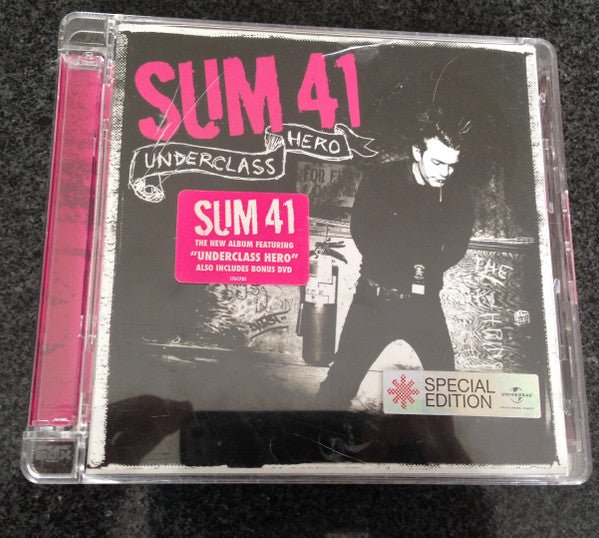 SUM 41
UNDERCLASS
HERO
SUM 41
THE NEW ALBUM FEATURING
"UNDERCLASS HERO"
ALSO INCLUDES BONUS DVD
SPECIAL
EDITION
UNIVERSAL
THE